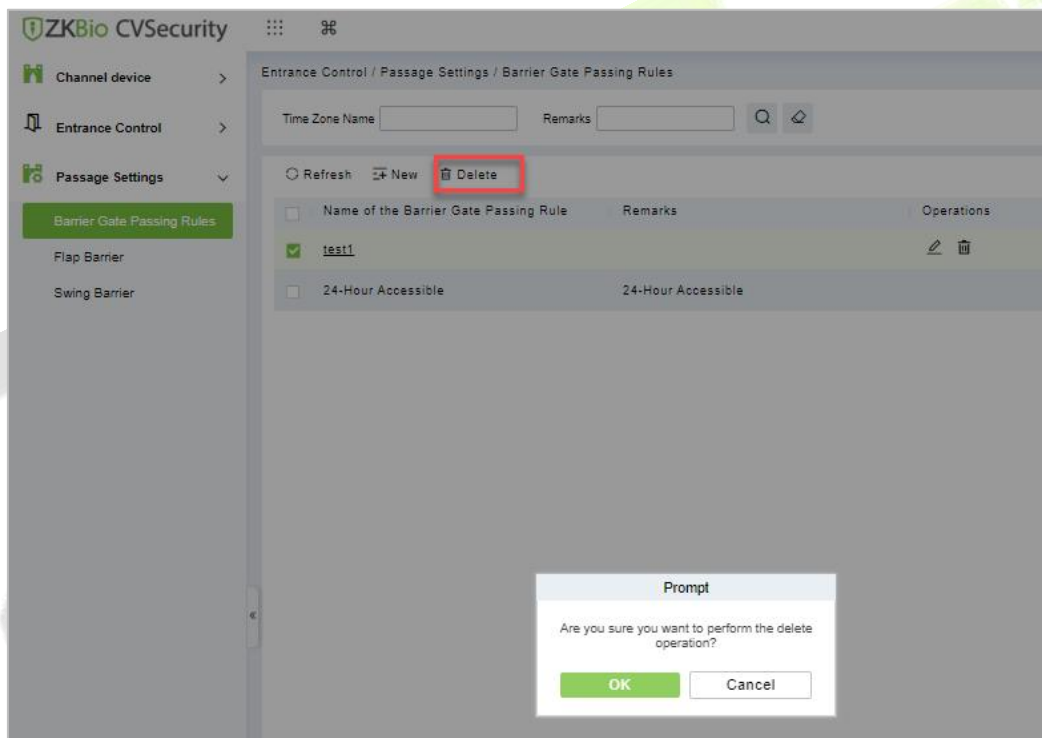 ZKBio CVSecurity
Channel device
Entrance Control
Passage Settings
Barrier Gate Passing Rules
Flap Barrier
Swing Barrier
Entrance Control / Passage Settings / Barrier Gate Passing Rules
Time Zone Name Remarks
Refresh New Delete
Name of the Barrier Gate Passing Rule Remarks Operations
test1
24-Hour Accessible 24-Hour Accessible
Prompt
Are you sure you want to perform the delete
operation?
OK Cancel